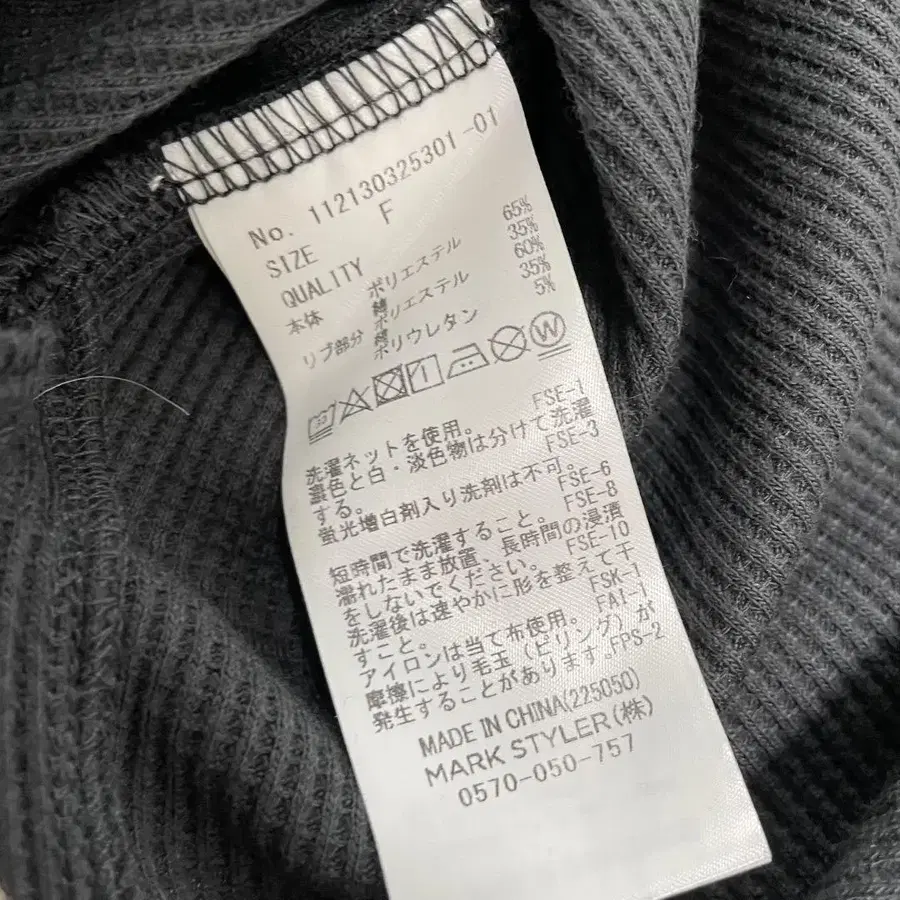 No. 112130325301-01
SIZE F
QUALITY
本体 ポリエステル 65%
綿 35%
リブ部分 ポリエステル 60%
綿 35%
ポリウレタン 5%
W
洗濯ネットを使用。 FSE-1
濃色と白・淡色物は分けて洗濯
する。 FSE-3
蛍光増白剤入り洗剤は不可。 FSE-6
短時間で洗濯すること。 FSE-8
濡れたまま放置、長時間の浸漬
をしないでください。 FSE-10
洗濯後は速やかに形を整えて干
すこと。 FSK-1
アイロンは当て布使用。 FAI-1
摩擦により毛玉(ピリング)が
発生することがあります。FPS-2
MADE IN CHINA(225050)
MARK STYLER(株)
0570-050-757